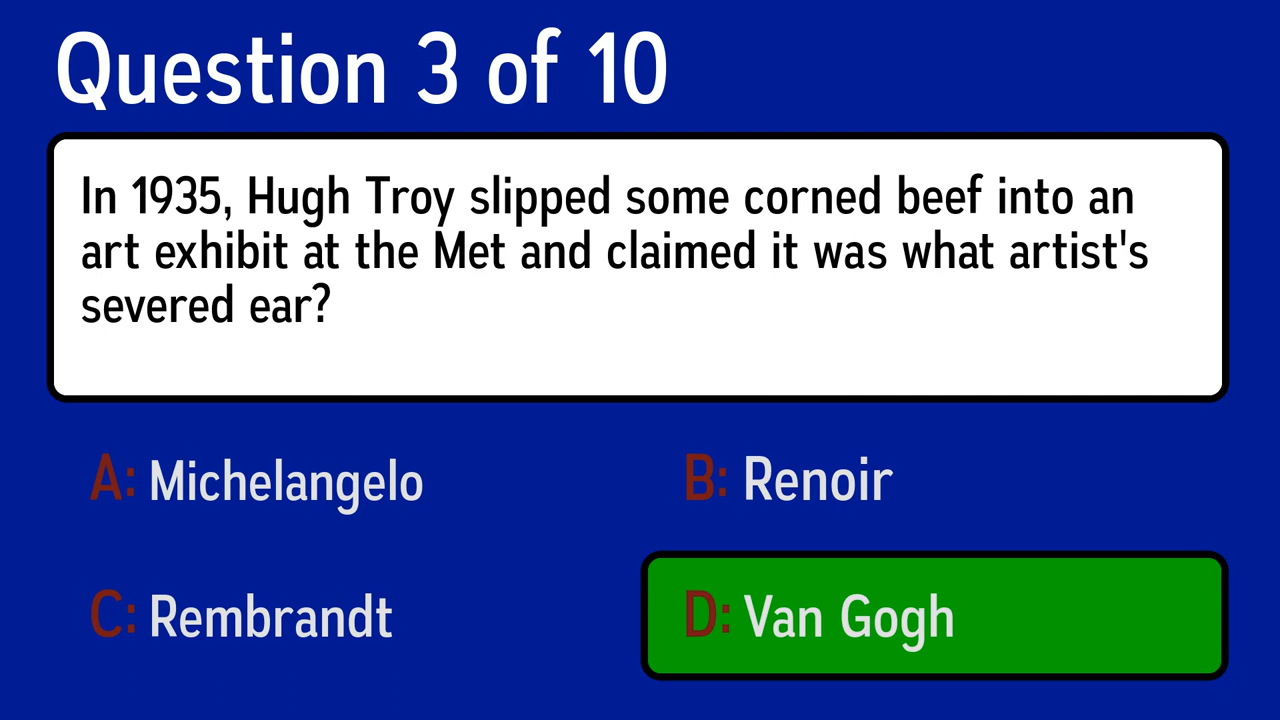 Question 3 of 10
In 1935, Hugh Troy slipped some corned beef into an
art exhibit at the Met and claimed it was what artist's
severed ear?
A: Michelangelo
B: Renoir
C: Rembrandt
D: Van Gogh